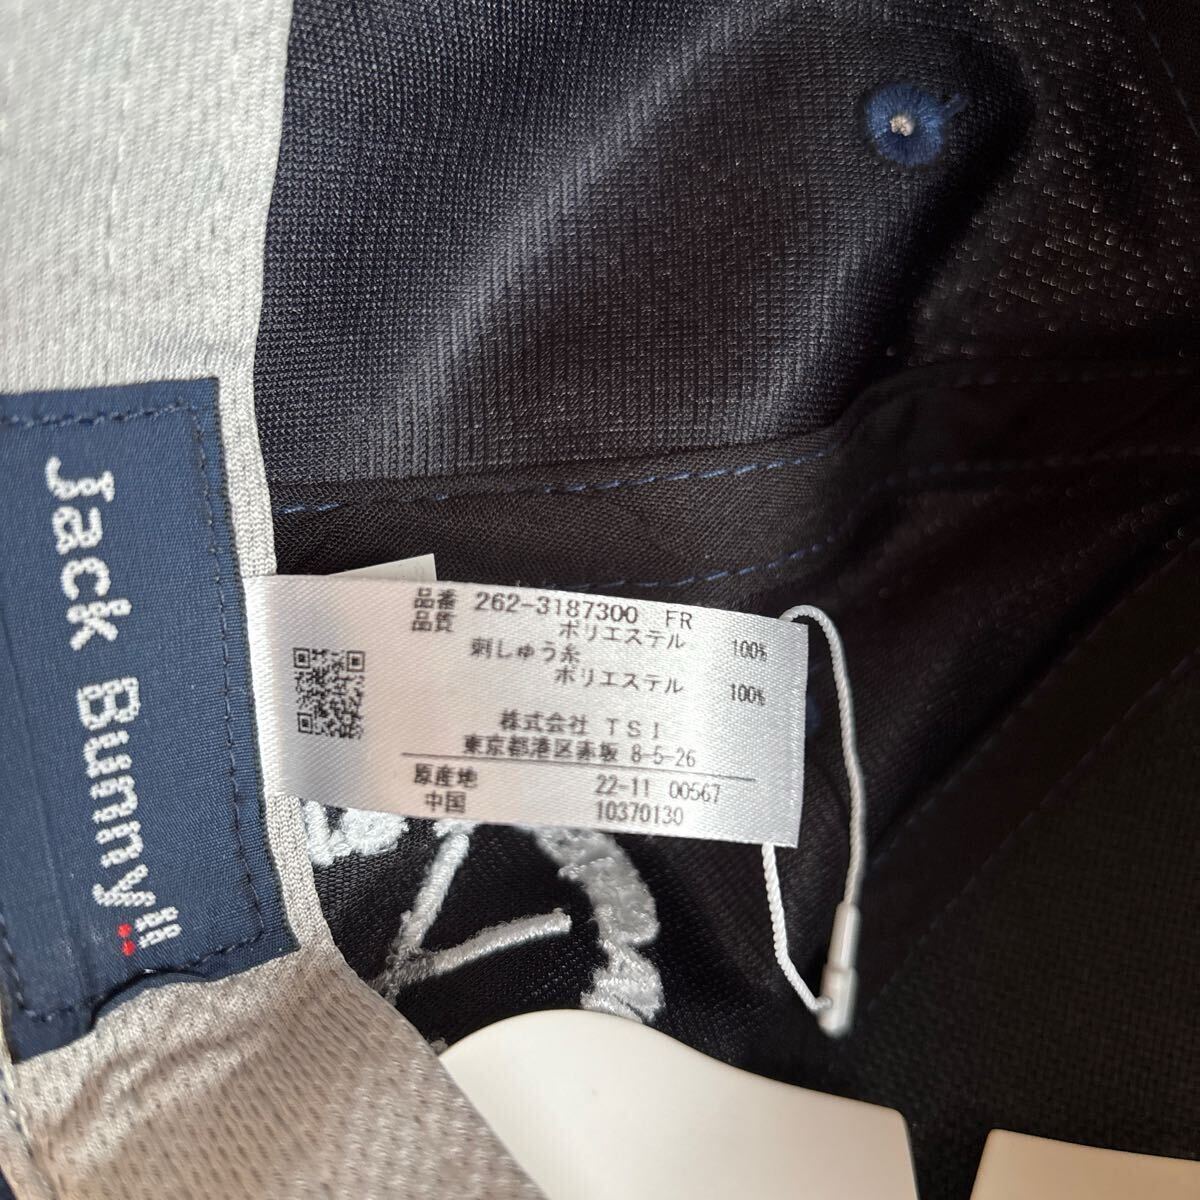 Jack Bunny!!
品番 262-3187300 FR
品質 ポリエステル 100%
刺しゅう糸
ポリエステル 100%
株式会社 TSI
東京都港区赤坂 8-5-26
原産地 22-11 00567
中国 10370130